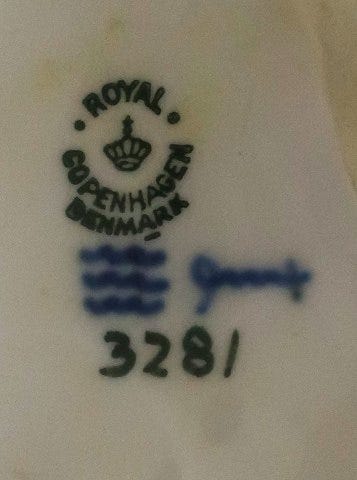 ROYAL
COPENHAGEN
DENMARK
3281